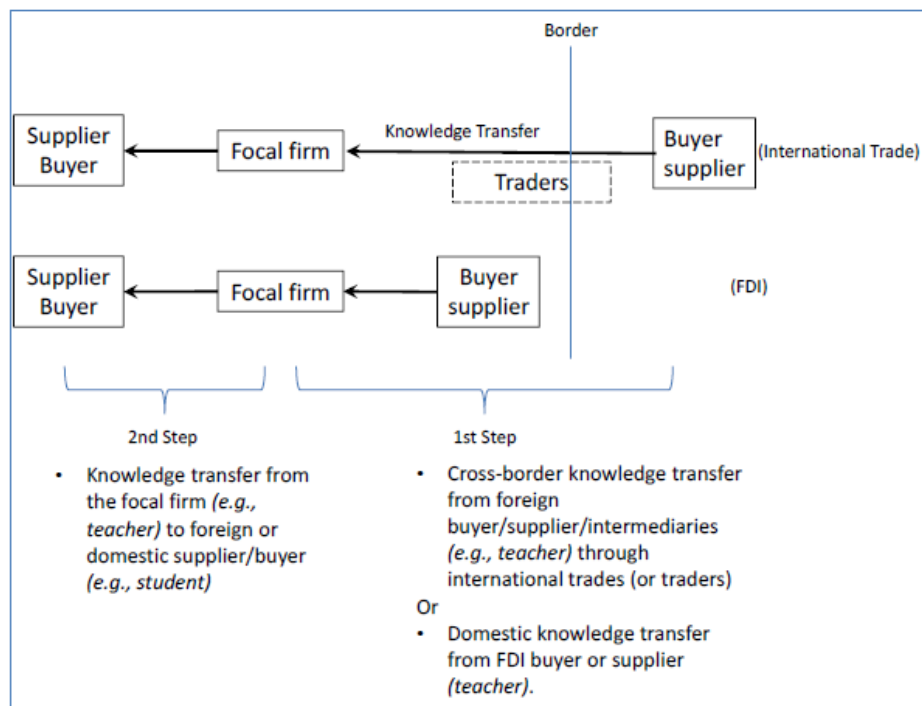 Border
Knowledge Transfer
Supplier
Buyer
Focal firm
Buyer
supplier
(International Trade)
Traders
Supplier
Buyer
Focal firm
Buyer
supplier
(FDI)
2nd Step
• Knowledge transfer from
the focal firm (e.g.,
teacher) to foreign or
domestic supplier/buyer
(e.g., student)
1st Step
• Cross-border knowledge transfer
from foreign
buyer/supplier/intermediaries
(e.g., teacher) through
international trades (or traders)
Or
• Domestic knowledge transfer
from FDI buyer or supplier
(teacher).